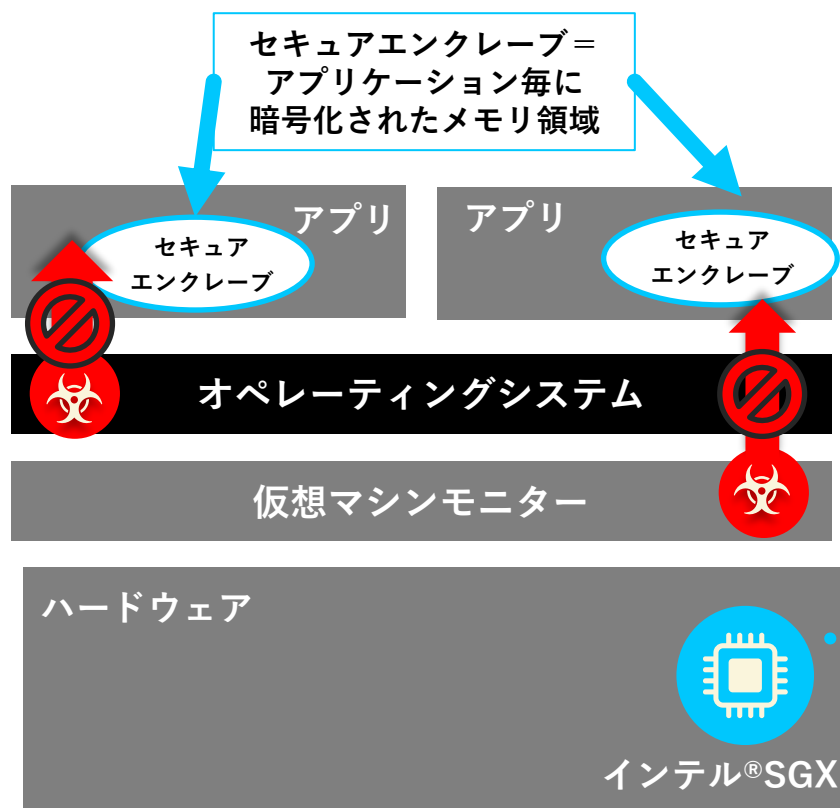 セキュアエンクレーブ＝
アプリケーション毎に
暗号化されたメモリ領域
アプリ
セキュア
エンクレーブ
アプリ
セキュア
エンクレーブ
オペレーティングシステム
仮想マシンモニター
ハードウェア
インテル®SGX